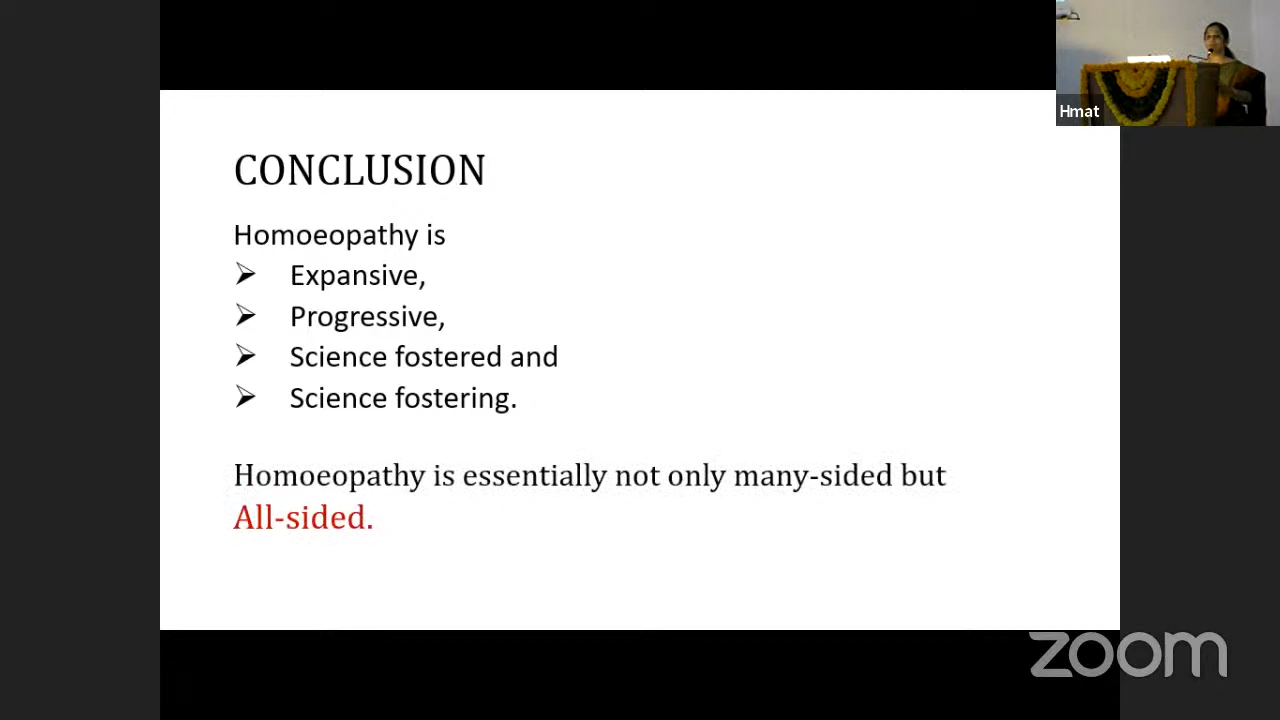 Hmat
CONCLUSION
Homoeopathy is
➢ Expansive,
➢ Progressive,
➢ Science fostered and
➢ Science fostering.
Homoeopathy is essentially not only many-sided but
All-sided.
zoom